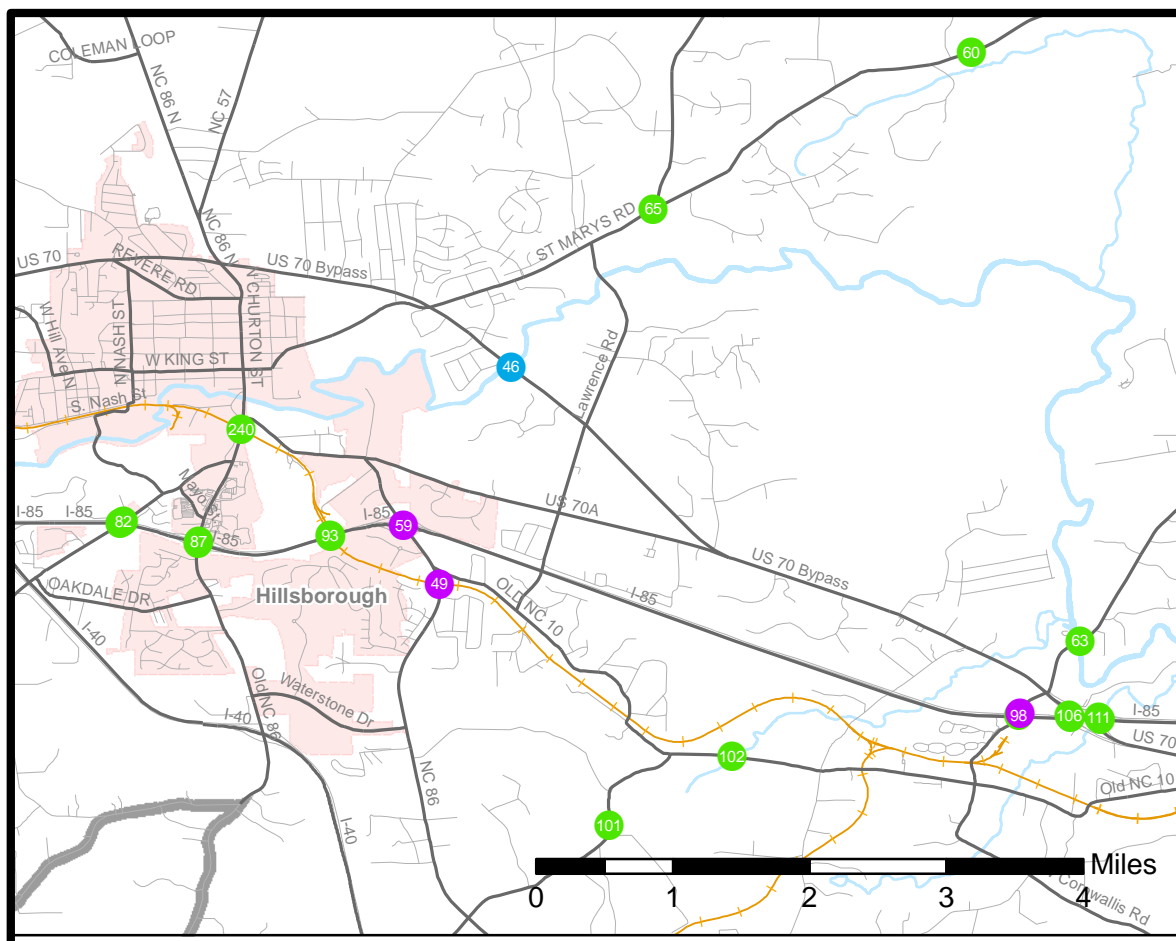 COLEMAN LOOP
NC 86 N
NC 57
60
65
ST MARYS RD
NC 86 N
US 70
REVERE RD
US 70 Bypass
N CHURTON ST
W Hill Ave N
N NASH ST
W KING ST
46
Lawrence Rd
S. Nash St
240
Mayo St
I-85
I-85
82
87
I-85
93
I-85
59
US 70A
49
Hillsborough
OAKDALE DR
OLD NC 10
I-85
US 70 Bypass
63
I-40
Old NC 86
Waterstone Dr
I-40
98
106
111
I-85
US 70
NC 86
102
Old NC 10
I-40
101
Miles
0
1
2
3
4
Cornwallis Rd